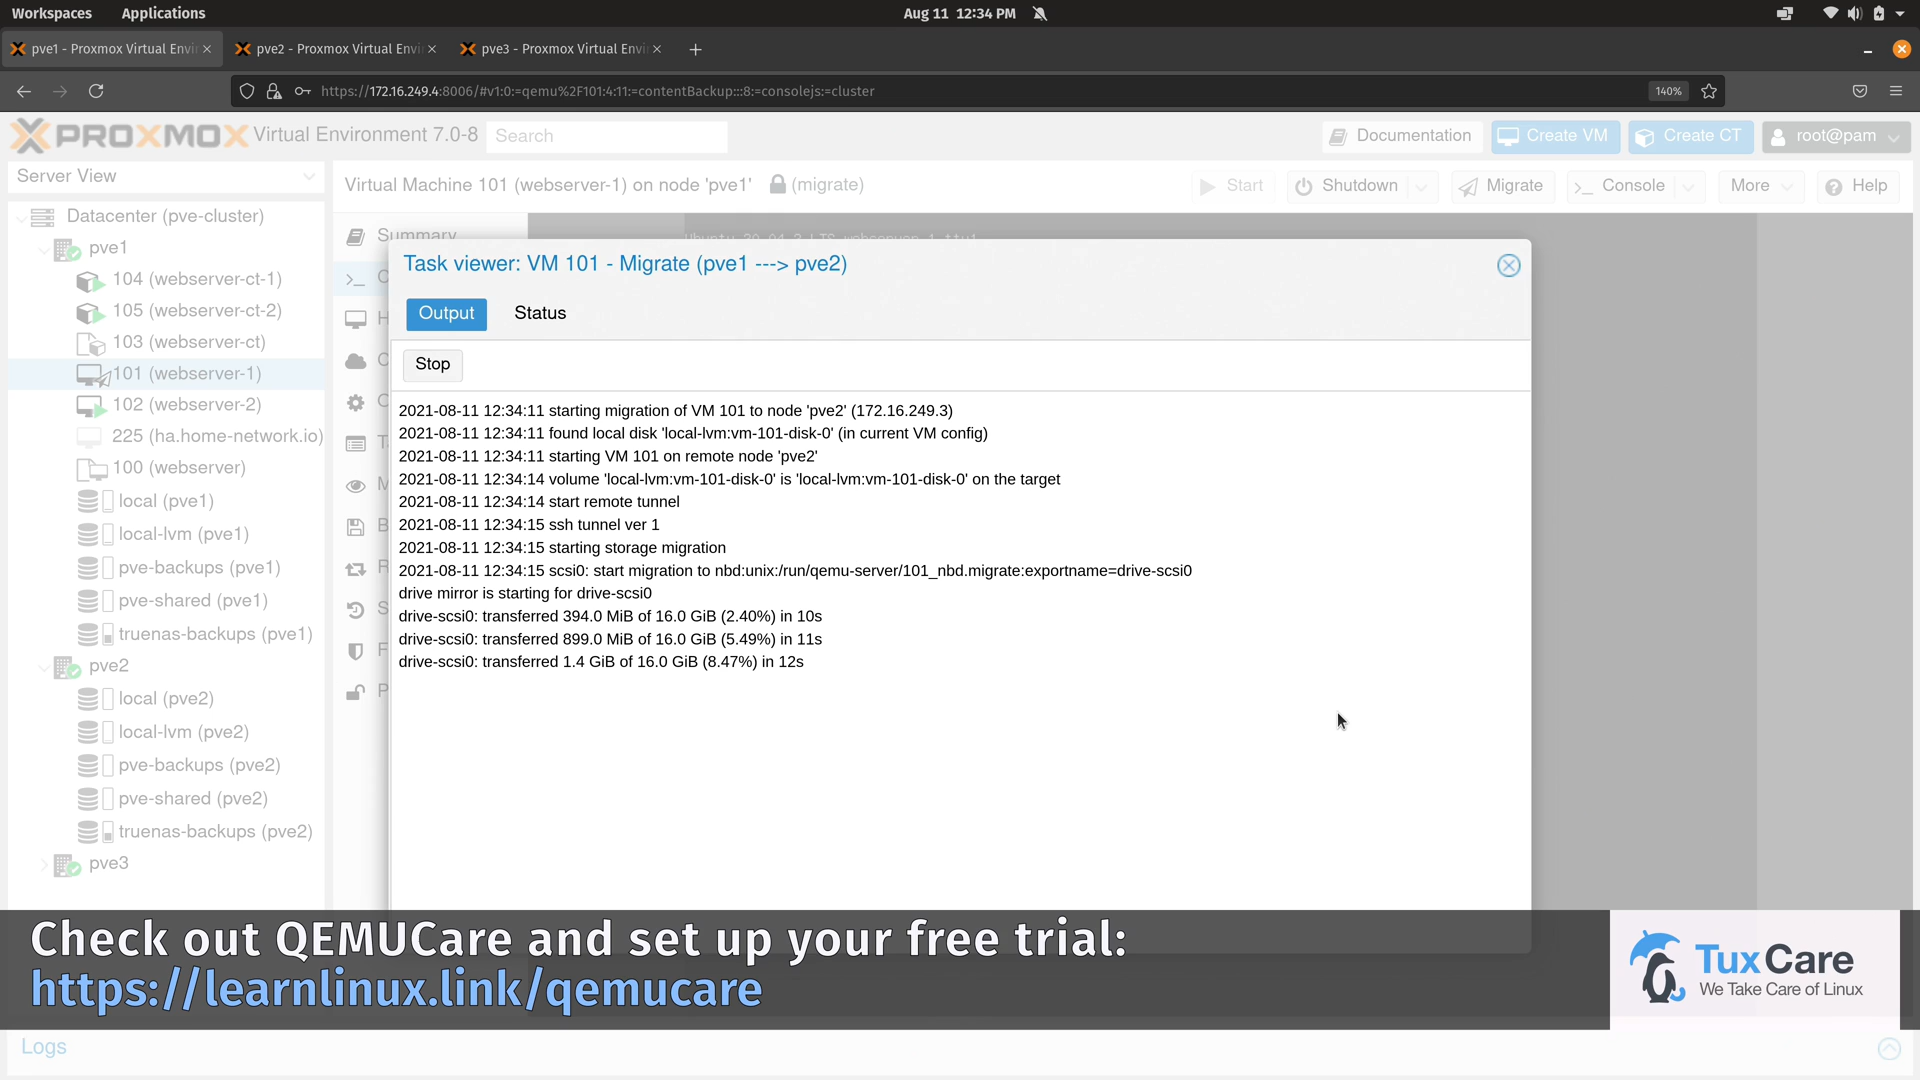 Workspaces Applications Aug 11 12:34 PM
pve1 - Proxmox Virtual Envi pve2 - Proxmox Virtual Envi pve3 - Proxmox Virtual Envi
https://172.16.249.4:8006/#v1:0:=qemu%2F101:4:11:=contentBackup:::8:=consolejs:=cluster 140%
PROXMOX Virtual Environment 7.0-8 Search Documentation Create VM Create CT root@pam
Server View
Virtual Machine 101 (webserver-1) on node 'pve1' (migrate) Start Shutdown Migrate Console More Help
Datacenter (pve-cluster)
pve1
104 (webserver-ct-1)
105 (webserver-ct-2)
103 (webserver-ct)
101 (webserver-1)
102 (webserver-2)
225 (ha.home-network.io)
100 (webserver)
local (pve1)
local-lvm (pve1)
pve-backups (pve1)
pve-shared (pve1)
truenas-backups (pve1)
pve2
local (pve2)
local-lvm (pve2)
pve-backups (pve2)
pve-shared (pve2)
truenas-backups (pve2)
pve3
Summary
Task viewer: VM 101 - Migrate (pve1 ---> pve2)
Output Status
Stop
2021-08-11 12:34:11 starting migration of VM 101 to node 'pve2' (172.16.249.3)
2021-08-11 12:34:11 found local disk 'local-lvm:vm-101-disk-0' (in current VM config)
2021-08-11 12:34:11 starting VM 101 on remote node 'pve2'
2021-08-11 12:34:14 volume 'local-lvm:vm-101-disk-0' is 'local-lvm:vm-101-disk-0' on the target
2021-08-11 12:34:14 start remote tunnel
2021-08-11 12:34:15 ssh tunnel ver 1
2021-08-11 12:34:15 starting storage migration
2021-08-11 12:34:15 scsi0: start migration to nbd:unix:/run/qemu-server/101_nbd.migrate:exportname=drive-scsi0
drive mirror is starting for drive-scsi0
drive-scsi0: transferred 394.0 MiB of 16.0 GiB (2.40%) in 10s
drive-scsi0: transferred 899.0 MiB of 16.0 GiB (5.49%) in 11s
drive-scsi0: transferred 1.4 GiB of 16.0 GiB (8.47%) in 12s
Check out QEMUCare and set up your free trial:
https://learnlinux.link/qemucare
TuxCare
We Take Care of Linux
Logs